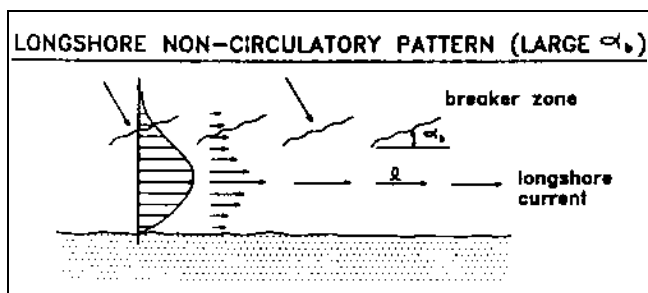 LONGSHORE NON-CIRCULATORY PATTERN (LARGE αb)
breaker zone
αb
ℓ
longshore
current